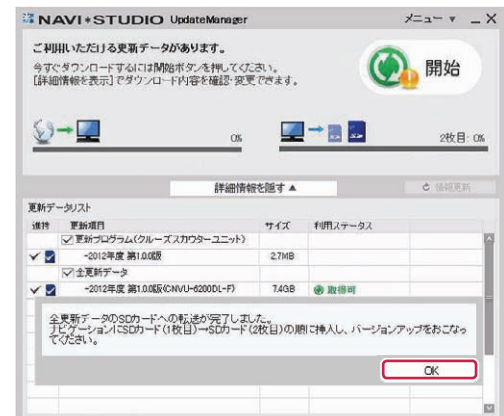 NAVI*STUDIO UpdateManager
メニュー ▼ _ X
ご利用いただける更新データがあります。
今すぐダウンロードするには開始ボタンを押してください。
[詳細情報を表示]でダウンロード内容を確認・変更できます。
開始
0%
2枚目: 0%
詳細情報を隠す ▲
情報更新
更新データリスト
進捗 更新項目 サイズ 利用ステータス
更新プログラム(クルーズスカウターユニット)
-2012年度 第1.0.0版 2.7MB
全更新データ
-2012年度 第1.0.0版(CNVU-6200DL-F) 7.4GB 取得可
全更新データのSDカードへの転送が完了しました。
ナビゲーションにSDカード(1枚目)→SDカード(2枚目)の順に挿入し、バージョンアップをおこなっ
てください。
OK